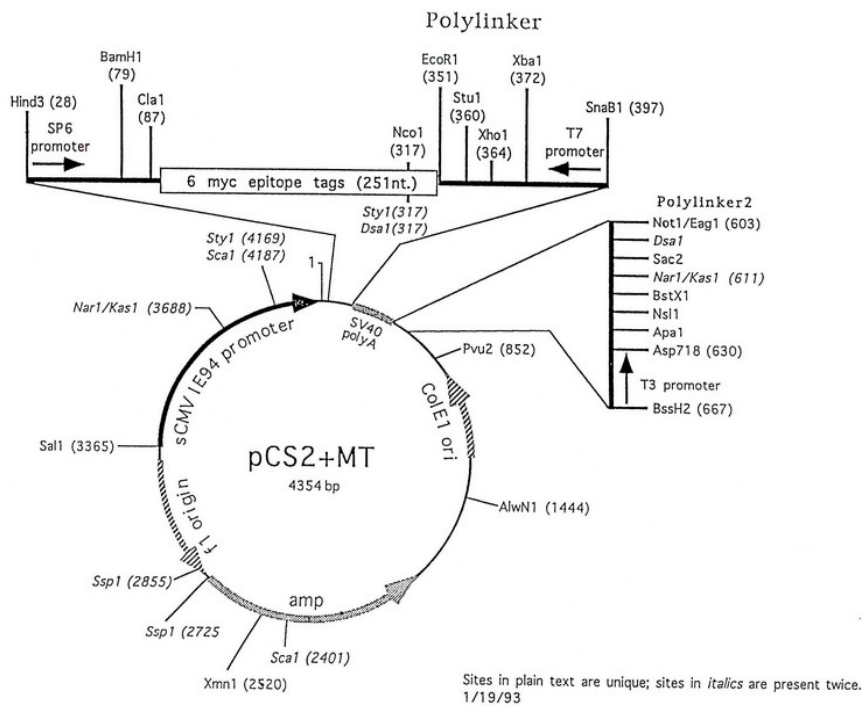 Polylinker
BamH1
(79)
EcoR1
(351)
Xba1
(372)
Hind3 (28)
Cla1
(87)
Stu1
(360)
SnaB1 (397)
SP6
promoter
Nco1
(317)
Xho1
(364)
T7
promoter
6 myc epitope tags (251nt.)
Sty1(317)
Dsa1(317)
Polylinker2
Not1/Eag1 (603)
Dsa1
Sac2
Nar1/Kas1 (611)
BstX1
Nsl1
Apa1
Asp718 (630)
T3 promoter
BssH2 (667)
Sty1 (4169)
Sca1 (4187)
1
Nar1/Kas1 (3688)
sCMV IE94 promoter
SV40
polyA
Pvu2 (852)
ColE1 ori
Sal1 (3365)
pCS2+MT
4354 bp
AlwN1 (1444)
f1 origin
Ssp1 (2855)
Ssp1 (2725
amp
Sca1 (2401)
Xmn1 (2520)
Sites in plain text are unique; sites in italics are present twice.
1/19/93